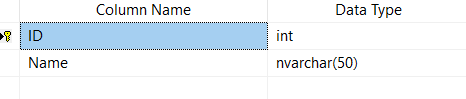 Column Name Data Type
ID int
Name nvarchar(50)